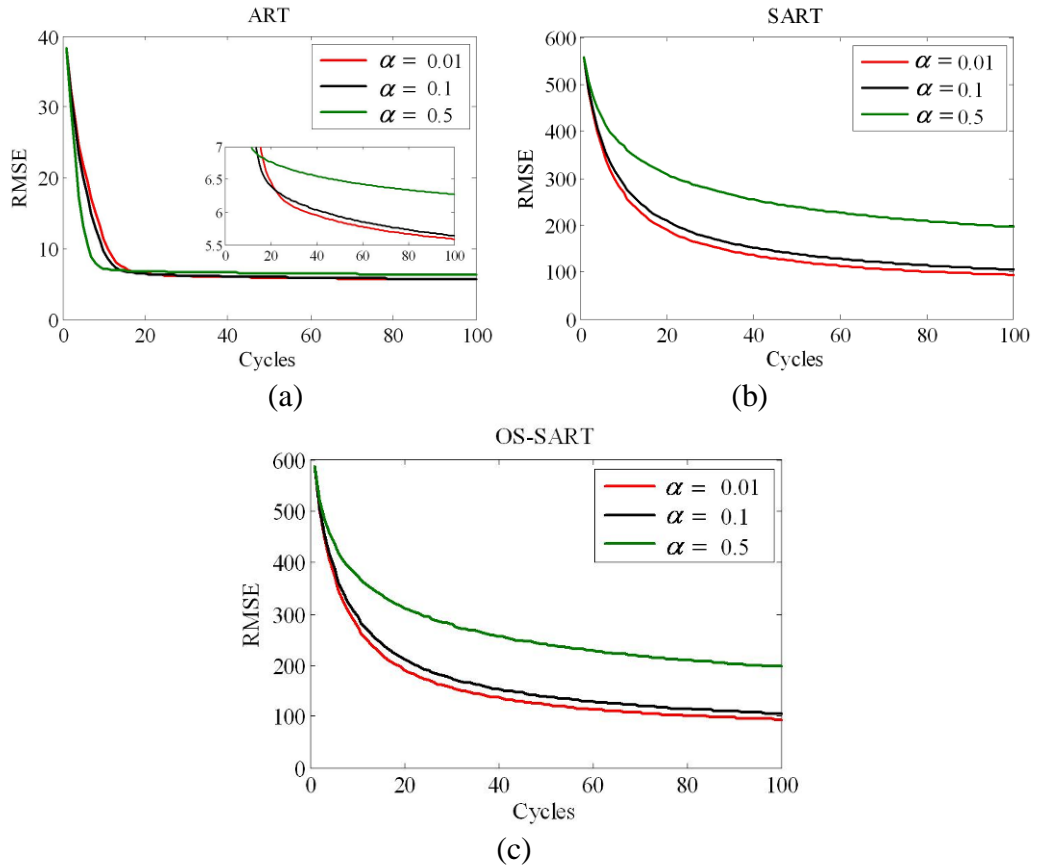 ART
RMSE
40
30
20
10
0
α = 0.01
α = 0.1
α = 0.5
7
6.5
6
5.5
0 20 40 60 80 100
0 20 40 60 80 100
Cycles
(a)
SART
RMSE
600
500
400
300
200
100
0
α = 0.01
α = 0.1
α = 0.5
0 20 40 60 80 100
Cycles
(b)
OS-SART
RMSE
600
500
400
300
200
100
0
α = 0.01
α = 0.1
α = 0.5
0 20 40 60 80 100
Cycles
(c)